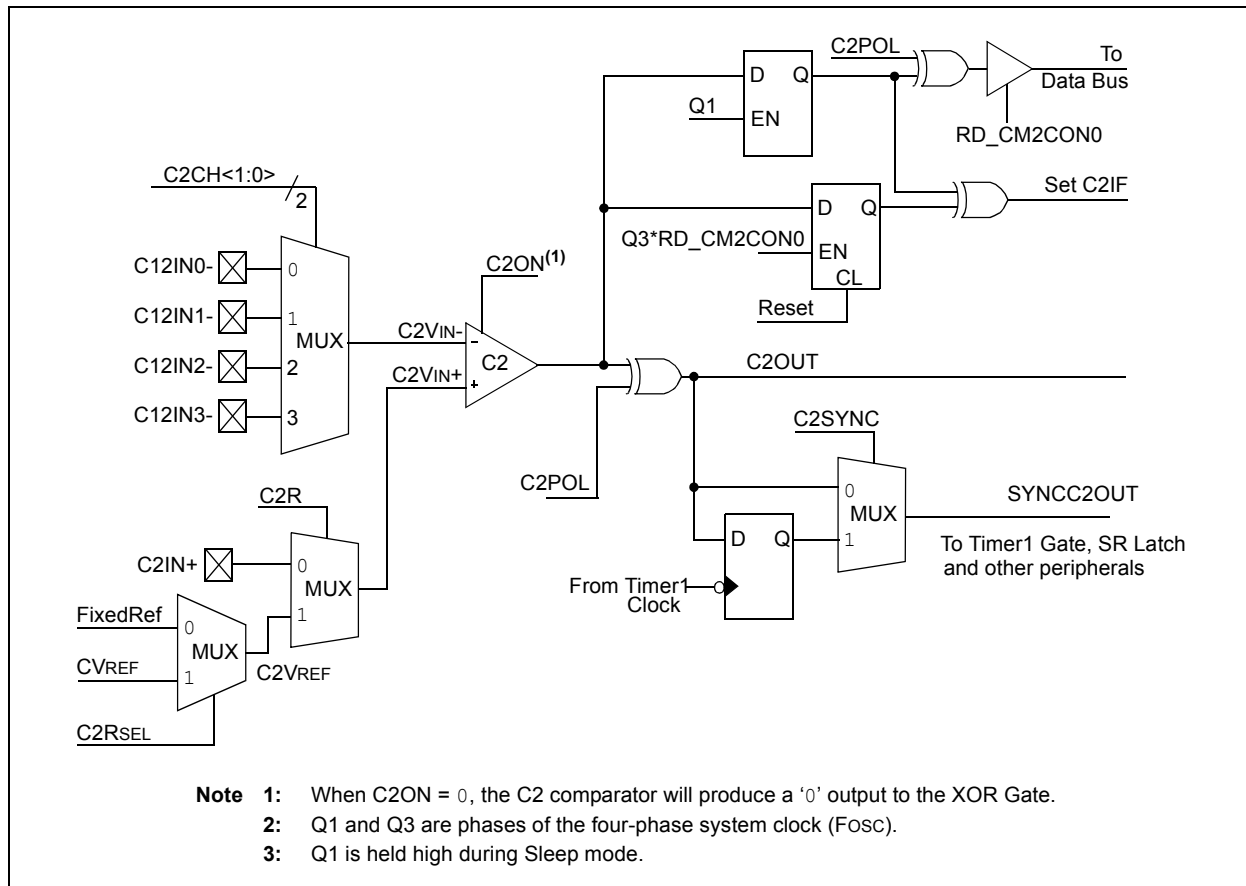 C2POL
To
Data Bus
D Q
Q1
EN
RD_CM2CON0
C2CH<1:0>
2
Set C2IF
D Q
Q3*RD_CM2CON0
EN
CL
Reset
C12IN0-
0
C2ON(1)
C12IN1-
1
MUX
C2VIN-
-
C2
C12IN2-
2
C2VIN+
+
C12IN3-
3
C2OUT
C2SYNC
C2POL
0
MUX
SYNCC2OUT
C2R
D Q
1
To Timer1 Gate, SR Latch
and other peripherals
C2IN+
0
MUX
From Timer1
Clock
FixedRef
0
1
MUX
CVREF
1
C2VREF
C2RSEL
Note 1: When C2ON = 0, the C2 comparator will produce a ‘0’ output to the XOR Gate.
2: Q1 and Q3 are phases of the four-phase system clock (FOSC).
3: Q1 is held high during Sleep mode.